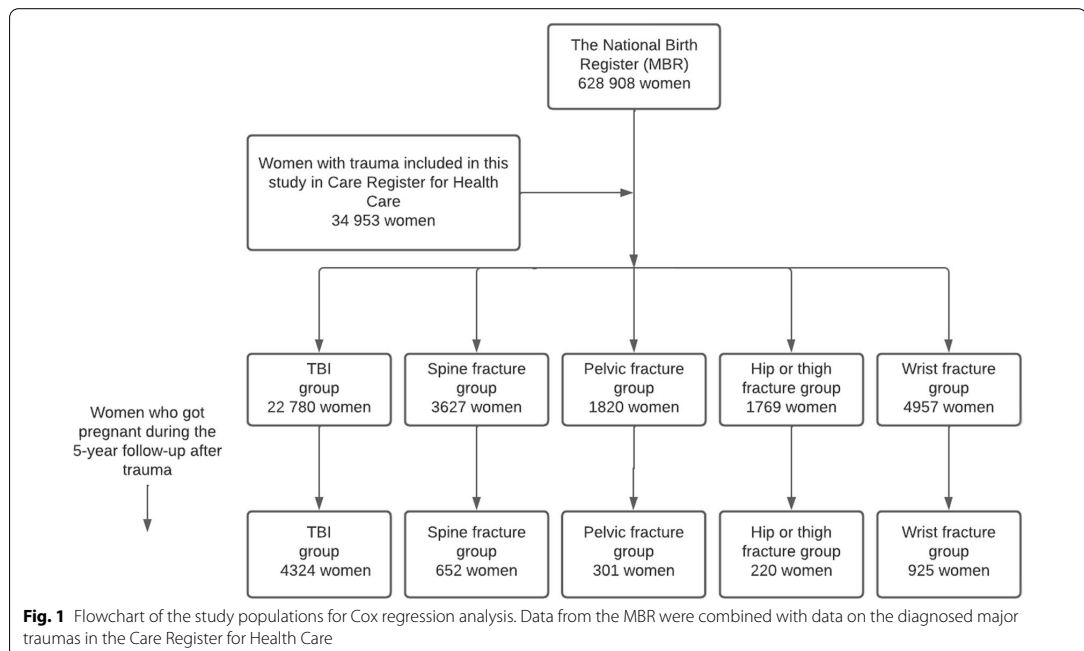 The National Birth
Register (MBR)
628 908 women
Women with trauma included in this
study in Care Register for Health
Care
34 953 women
TBI
group
22 780 women
Spine fracture
group
3627 women
Pelvic fracture
group
1820 women
Hip or thigh
fracture group
1769 women
Wrist fracture
group
4957 women
Women who got
pregnant during the
5-year follow-up after
trauma
TBI
group
4324 women
Spine fracture
group
652 women
Pelvic fracture
group
301 women
Hip or thigh
fracture group
220 women
Wrist fracture
group
925 women
Fig. 1 Flowchart of the study populations for Cox regression analysis. Data from the MBR were combined with data on the diagnosed major
traumas in the Care Register for Health Care